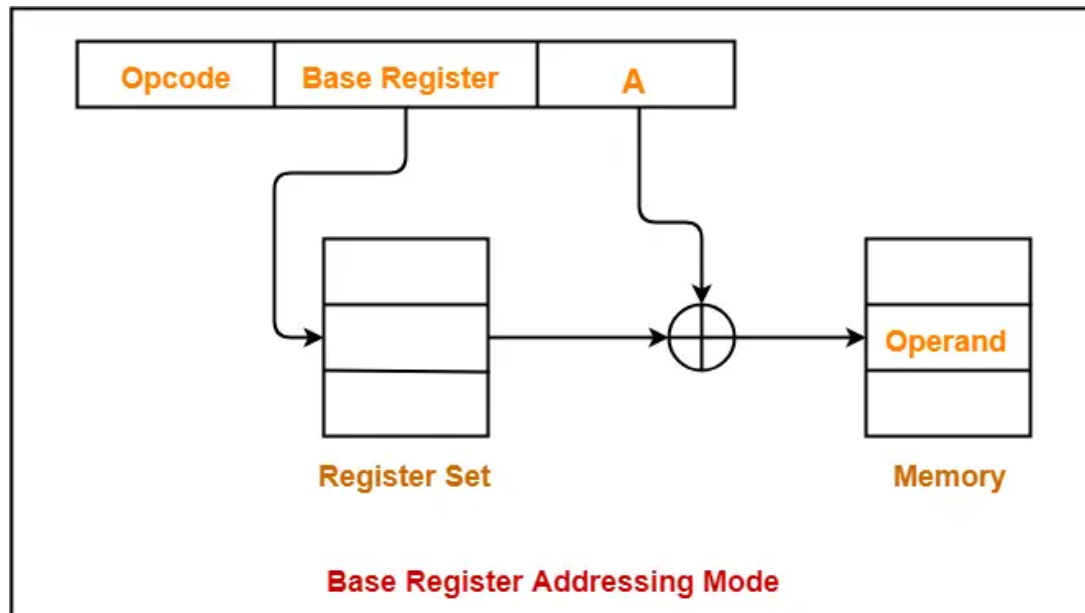 Opcode Base Register A
Operand
Register Set Memory
Base Register Addressing Mode